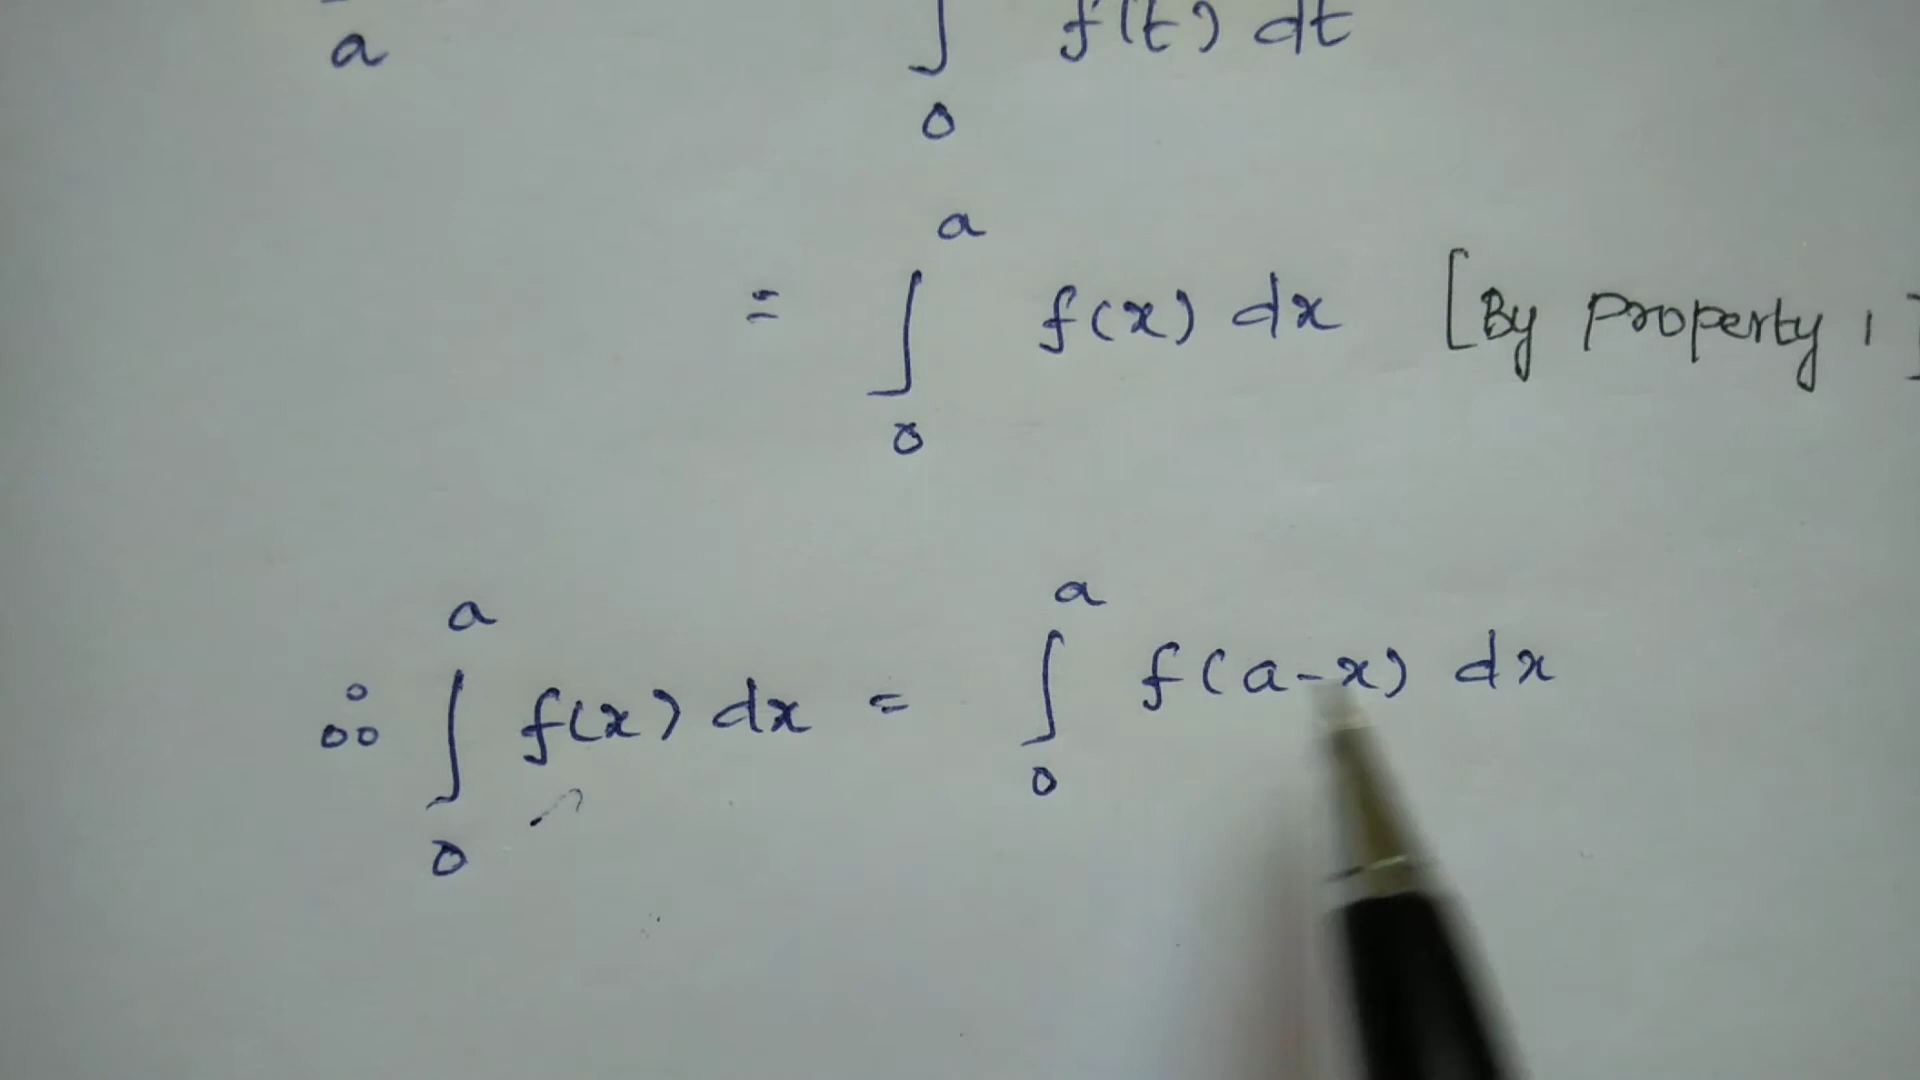 a ∫ f(t) dt
0
a
= ∫ f(x) dx [By Property 1]
0
a a
∴ ∫ f(x) dx = ∫ f(a-x) dx
0 0